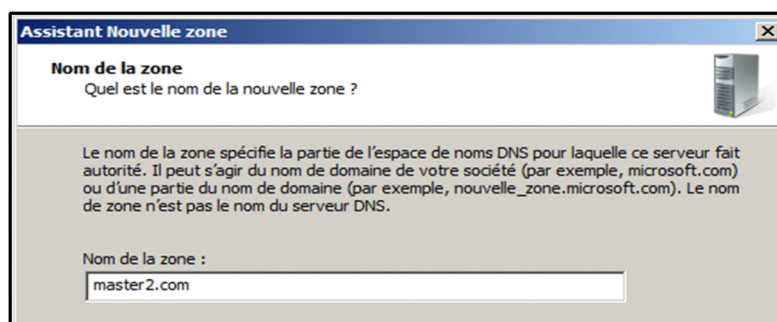 Assistant Nouvelle zone
Nom de la zone
Quel est le nom de la nouvelle zone ?
Le nom de la zone spécifie la partie de l'espace de noms DNS pour laquelle ce serveur fait
autorité. Il peut s'agir du nom de domaine de votre société (par exemple, microsoft.com)
ou d'une partie du nom de domaine (par exemple, nouvelle_zone.microsoft.com). Le nom
de zone n'est pas le nom du serveur DNS.
Nom de la zone :
master2.com